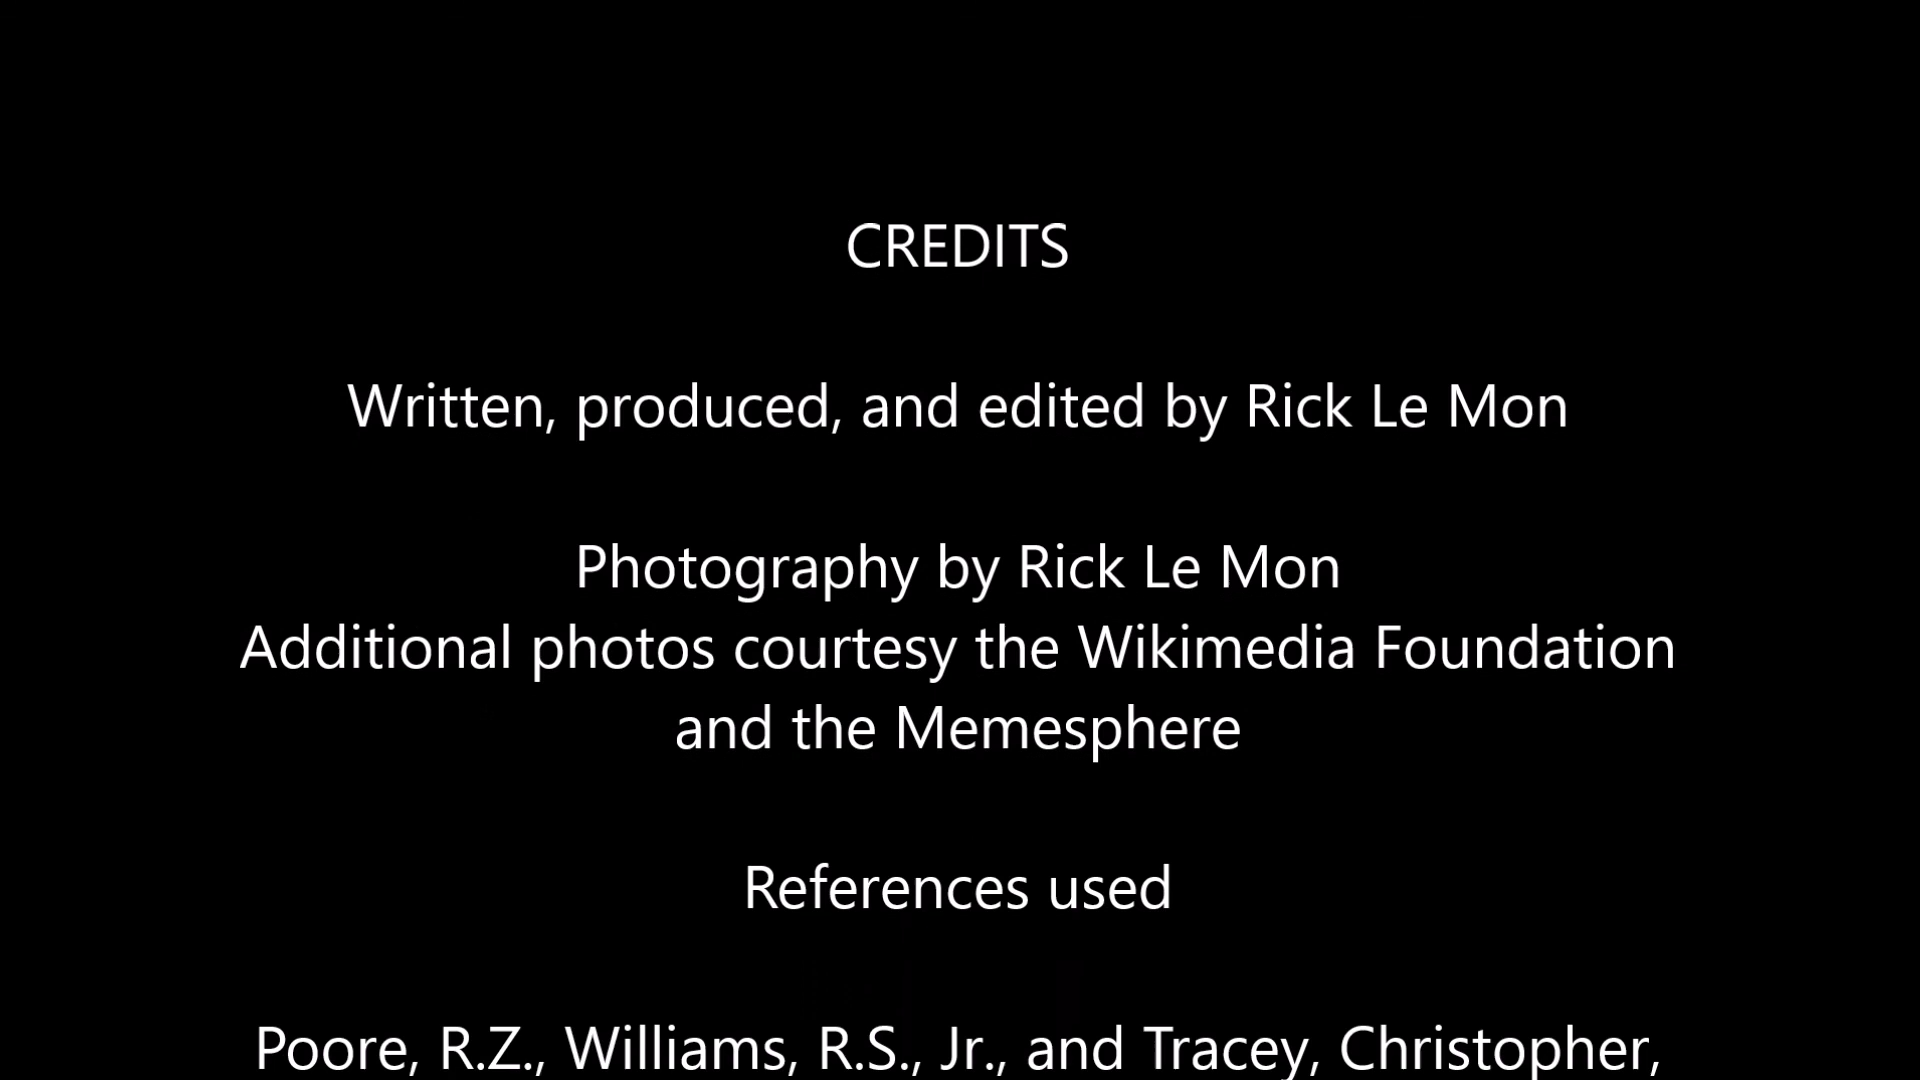 CREDITS
Written, produced, and edited by Rick Le Mon
Photography by Rick Le Mon
Additional photos courtesy the Wikimedia Foundation
and the Memesphere
References used
Poore, R.Z., Williams, R.S., Jr., and Tracey, Christopher,